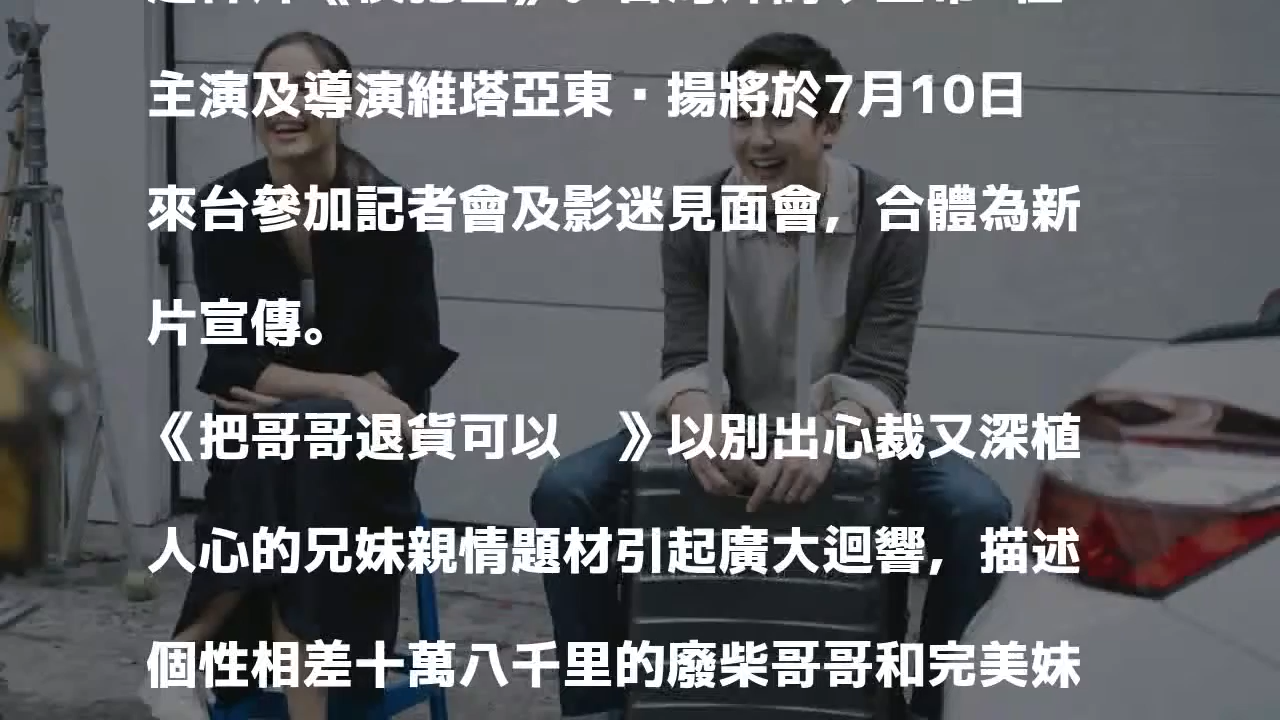 主演及導演維塔亞東·揚將於7月10日
來台參加記者會及影迷見面會，合體為新
片宣傳。
《把哥哥退貨可以　》以別出心裁又深植
人心的兄妹親情題材引起廣大迴響，描述
個性相差十萬八千里的廢柴哥哥和完美妹